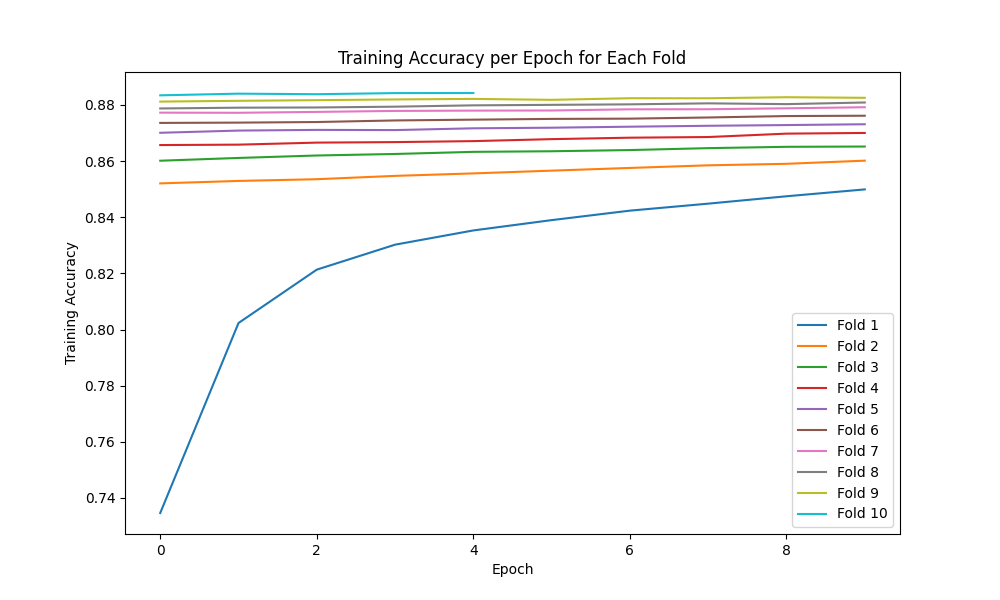 Training Accuracy per Epoch for Each Fold
Training Accuracy
0.88
0.86
0.84
0.82
0.80
0.78
0.76
0.74
0
2
4
6
8
Epoch
Fold 1
Fold 2
Fold 3
Fold 4
Fold 5
Fold 6
Fold 7
Fold 8
Fold 9
Fold 10